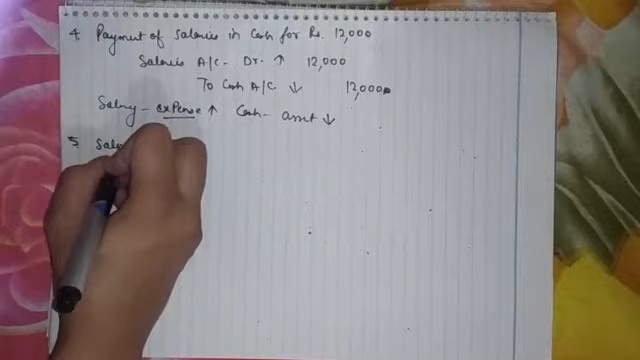 4. Payment of Salaries in Cash for Rs. 12,000
Salaries A/C. Dr. ↑ 12,000
To Cash A/C. ↓ 12,000
Salary - expense ↑ Cash - asset ↓
5.